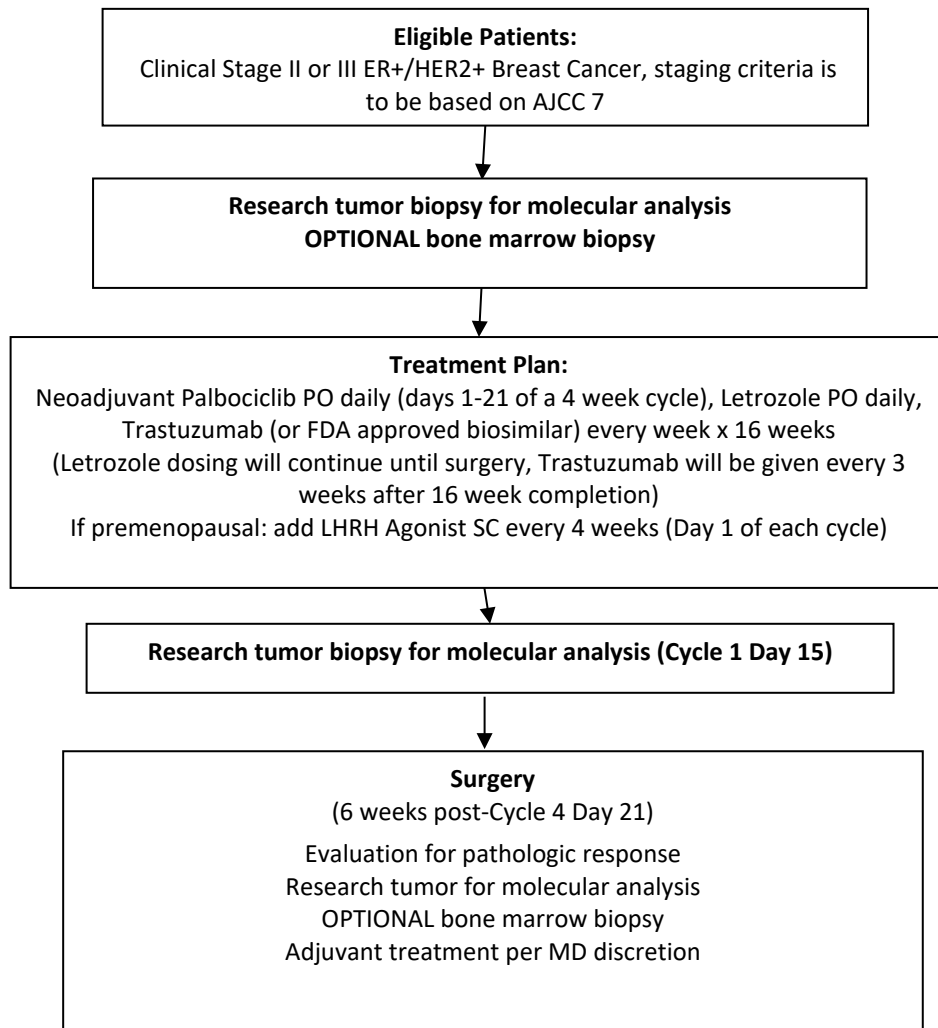 Eligible Patients:
Clinical Stage II or III ER+/HER2+ Breast Cancer, staging criteria is
to be based on AJCC 7
Research tumor biopsy for molecular analysis
OPTIONAL bone marrow biopsy
Treatment Plan:
Neoadjuvant Palbociclib PO daily (days 1-21 of a 4 week cycle), Letrozole PO daily,
Trastuzumab (or FDA approved biosimilar) every week x 16 weeks
(Letrozole dosing will continue until surgery, Trastuzumab will be given every 3
weeks after 16 week completion)
If premenopausal: add LHRH Agonist SC every 4 weeks (Day 1 of each cycle)
Research tumor biopsy for molecular analysis (Cycle 1 Day 15)
Surgery
(6 weeks post-Cycle 4 Day 21)
Evaluation for pathologic response
Research tumor for molecular analysis
OPTIONAL bone marrow biopsy
Adjuvant treatment per MD discretion